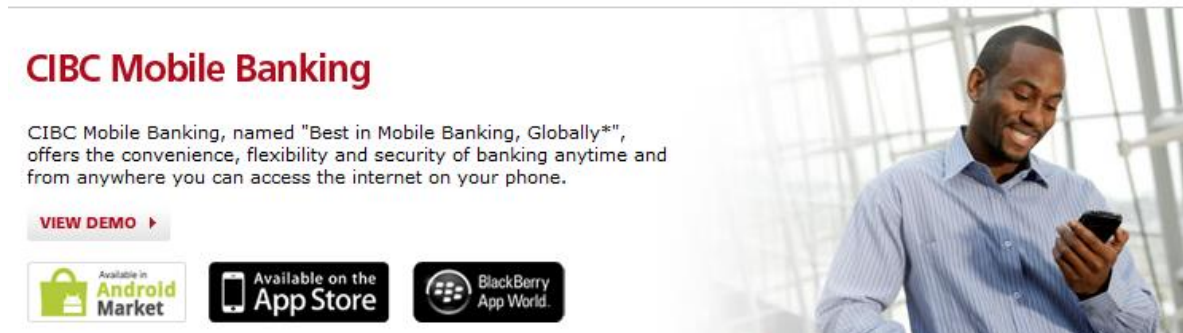 CIBC Mobile Banking
CIBC Mobile Banking, named "Best in Mobile Banking, Globally*",
offers the convenience, flexibility and security of banking anytime and
from anywhere you can access the internet on your phone.
VIEW DEMO
Available in
Android
Market
Available on the
App Store
BlackBerry
App World.